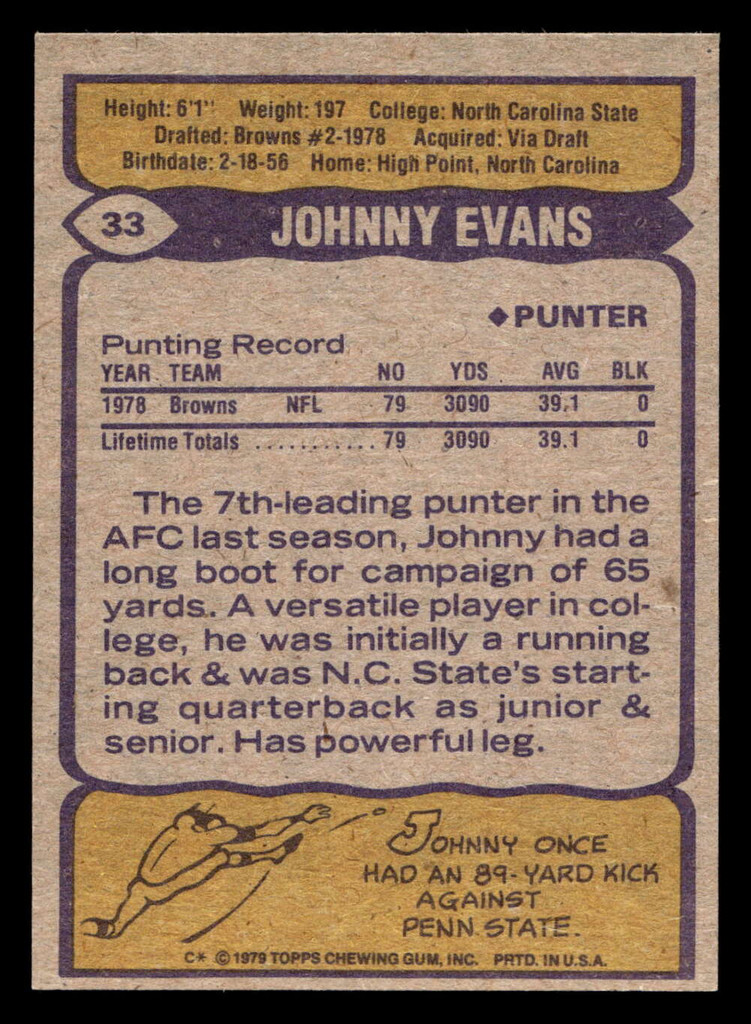 Height: 6'1" Weight: 197 College: North Carolina State
Drafted: Browns #2-1978 Acquired: Via Draft
Birthdate: 2-18-56 Home: High Point, North Carolina
33 JOHNNY EVANS
◆PUNTER
Punting Record
YEAR TEAM NO YDS AVG BLK
1978 Browns NFL 79 3090 39.1 0
Lifetime Totals ............ 79 3090 39.1 0
The 7th-leading punter in the
AFC last season, Johnny had a
long boot for campaign of 65
yards. A versatile player in col-
lege, he was initially a running
back & was N.C. State's start-
ing quarterback as junior &
senior. Has powerful leg.
JOHNNY ONCE
HAD AN 89-YARD KICK
AGAINST
PENN STATE.
C* © 1979 TOPPS CHEWING GUM, INC. PRTD. IN U.S.A.